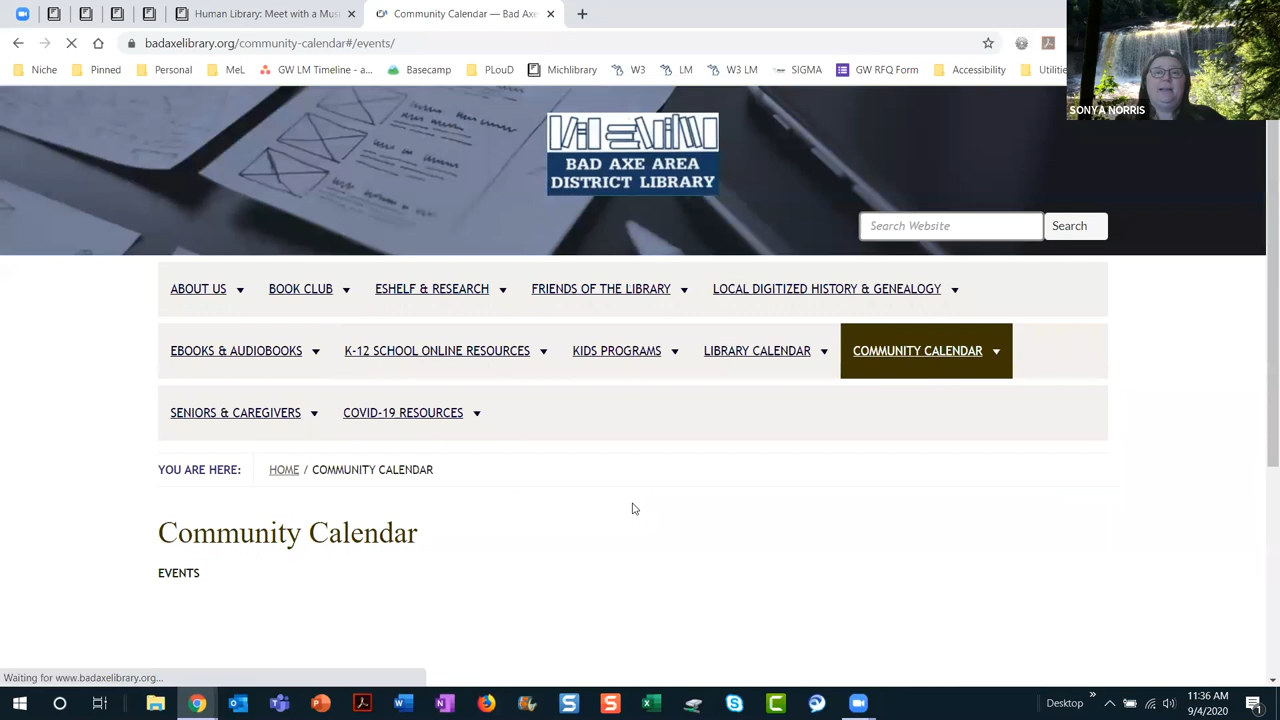 Human Library: Meet with a Mus
Community Calendar — Bad Axe
badaxelibrary.org/community-calendar#/events/
Niche
Pinned
Personal
MeL
GW LM Timeline – a...
Basecamp
PLouD
Michlibrary
W3
LM
W3 LM
SIGMA
GW RFQ Form
Accessibility
Utilitie
SONYA NORRIS
BAD AXE AREA
DISTRICT LIBRARY
Search Website
Search
ABOUT US
BOOK CLUB
ESHELF & RESEARCH
FRIENDS OF THE LIBRARY
LOCAL DIGITIZED HISTORY & GENEALOGY
EBOOKS & AUDIOBOOKS
K-12 SCHOOL ONLINE RESOURCES
KIDS PROGRAMS
LIBRARY CALENDAR
COMMUNITY CALENDAR
SENIORS & CAREGIVERS
COVID-19 RESOURCES
YOU ARE HERE:
HOME / COMMUNITY CALENDAR
Community Calendar
EVENTS
Waiting for www.badaxelibrary.org...
Desktop
11:36 AM
9/4/2020